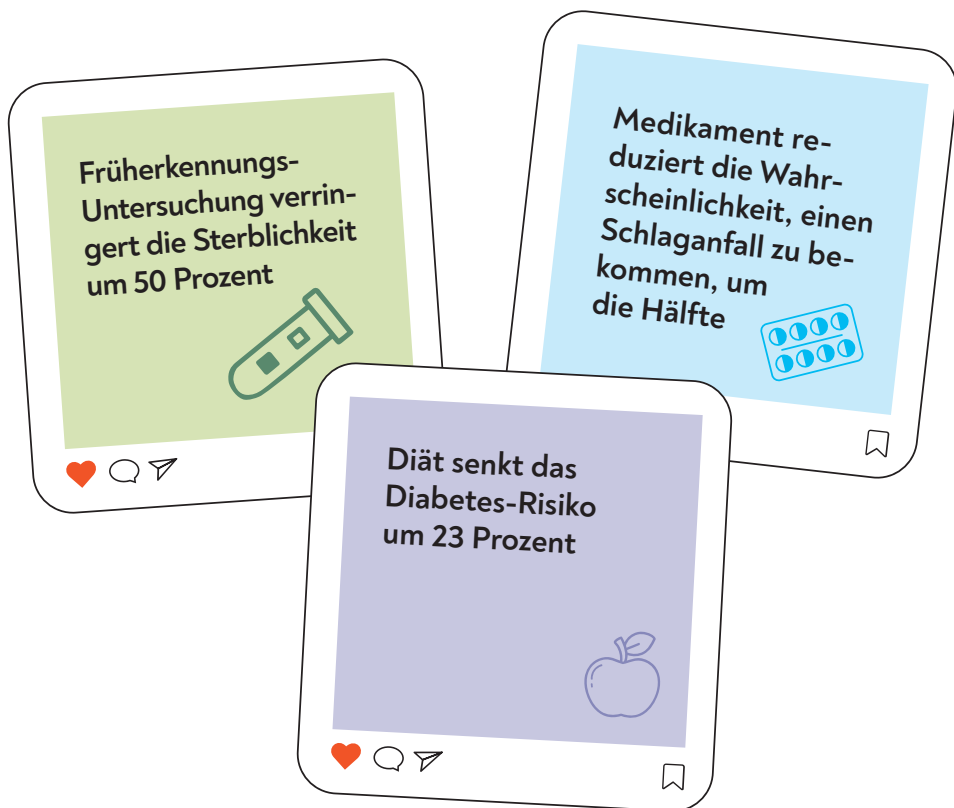 Früherkennungs-
Untersuchung verrin-
gert die Sterblichkeit
um 50 Prozent
Medikament re-
duziert die Wahr-
scheinlichkeit, einen
Schlaganfall zu be-
kommen, um
die Hälfte
Diät senkt das
Diabetes-Risiko
um 23 Prozent